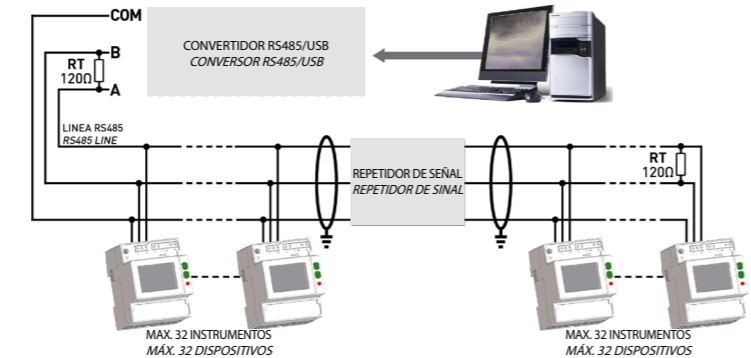 COM
CONVERTIDOR RS485/USB
CONVERSOR RS485/USB
B
RT
120Ω
A
LINEA RS485
RS485 LINE
REPETIDOR DE SEÑAL
REPETIDOR DE SINAL
RT
120Ω
MAX. 32 INSTRUMENTOS
MÁX. 32 DISPOSITIVOS
MAX. 32 INSTRUMENTOS
MÁX. 32 DISPOSITIVOS